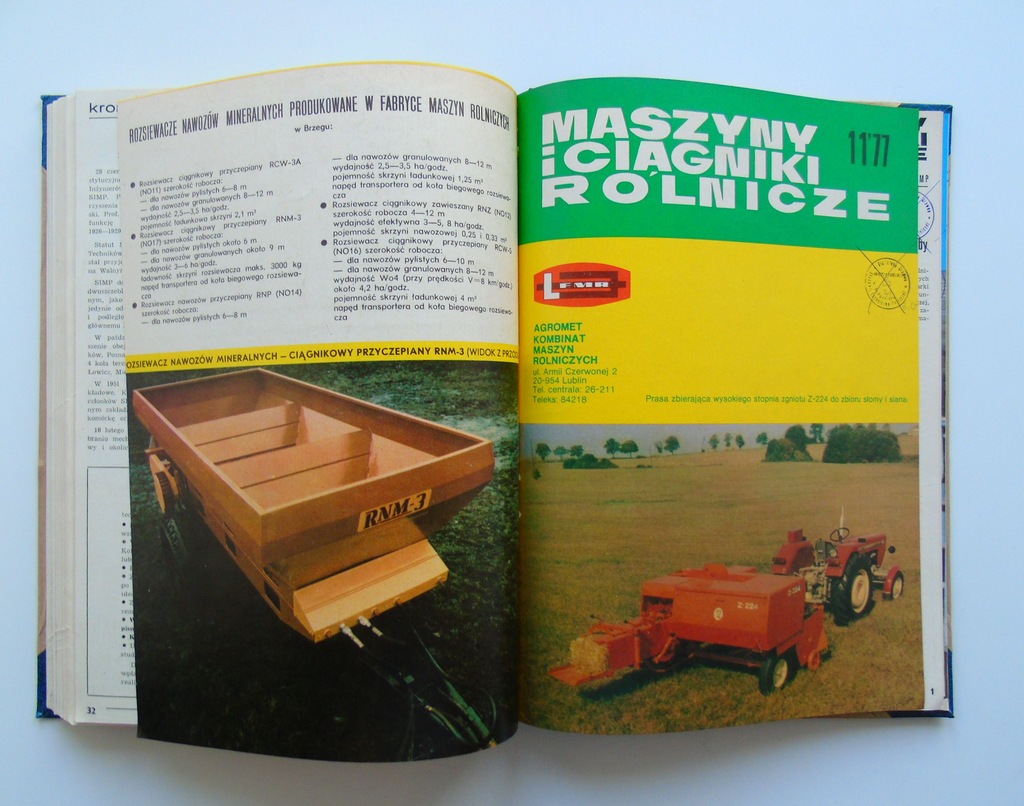 ROZSIEWACZE NAWOZÓW MINERALNYCH PRODUKOWANE W FABRYCE MASZYN ROLNICZYCH
w Brzegu:
● Rozsiewacz ciągnikowy przyczepiany RCW-3A
(NO11) szerokość robocza:
— dla nawozów pylistych 6—8 m
— dla nawozów granulowanych 8—12 m
wydajność 2,5—3,5 ha/godz.
pojemność ładunkowa skrzyni 2,1 m³
● Rozsiewacz ciągnikowy przyczepiany RNM-3
(NO17) szerokość robocza:
— dla nawozów pylistych około 6 m
— dla nawozów granulowanych około 9 m
wydajność 3—6 ha/godz.
ładowność skrzyni rozsiewacza maks. 3000 kg
napęd transportera od koła biegowego rozsiewa-
cza
● Rozsiewacz nawozów przyczepiany RNP (NO14)
szerokość robocza:
— dla nawozów pylistych 6—8 m
— dla nawozów granulowanych 8—12 m
wydajność 2,5—3,5 ha/godz.
pojemność skrzyni ładunkowej 1,25 m³
napęd transportera od koła biegowego rozsiewa-
cza
● Rozsiewacz ciągnikowy zawieszany RNZ (NO12)
szerokość robocza 4—12 m
wydajność efektywna 3—5, 8 ha/godz.
pojemność skrzyni nawozowej 0,25 i 0,33 m³
● Rozsiewacz ciągnikowy przyczepiany RCW-5
(NO16) szerokość robocza:
— dla nawozów pylistych 6—10 m
— dla nawozów granulowanych 8—12 m
wydajność Wo4 (przy prędkości V=8 km/godz.)
około 4,2 ha/godz.
pojemność skrzyni ładunkowej 4 m³
napęd transportera od koła biegowego rozsiewa-
cza
OZSIEWACZ NAWOZÓW MINERALNYCH — CIĄGNIKOWY PRZYCZEPIANY RNM-3 (WIDOK Z PRZOD
RNM-3
32
MASZYNY
i CIĄGNIKI
ROLNICZE
11'77
LFMR
AGROMET
KOMBINAT
MASZYN
ROLNICZYCH
ul. Armii Czerwonej 2
20-954 Lublin
Tel. centrala: 26-211
Teleks: 84218
Prasa zbierająca wysokiego stopnia zgniotu Z-224 do zbioru słomy i siana.
Z-224
1